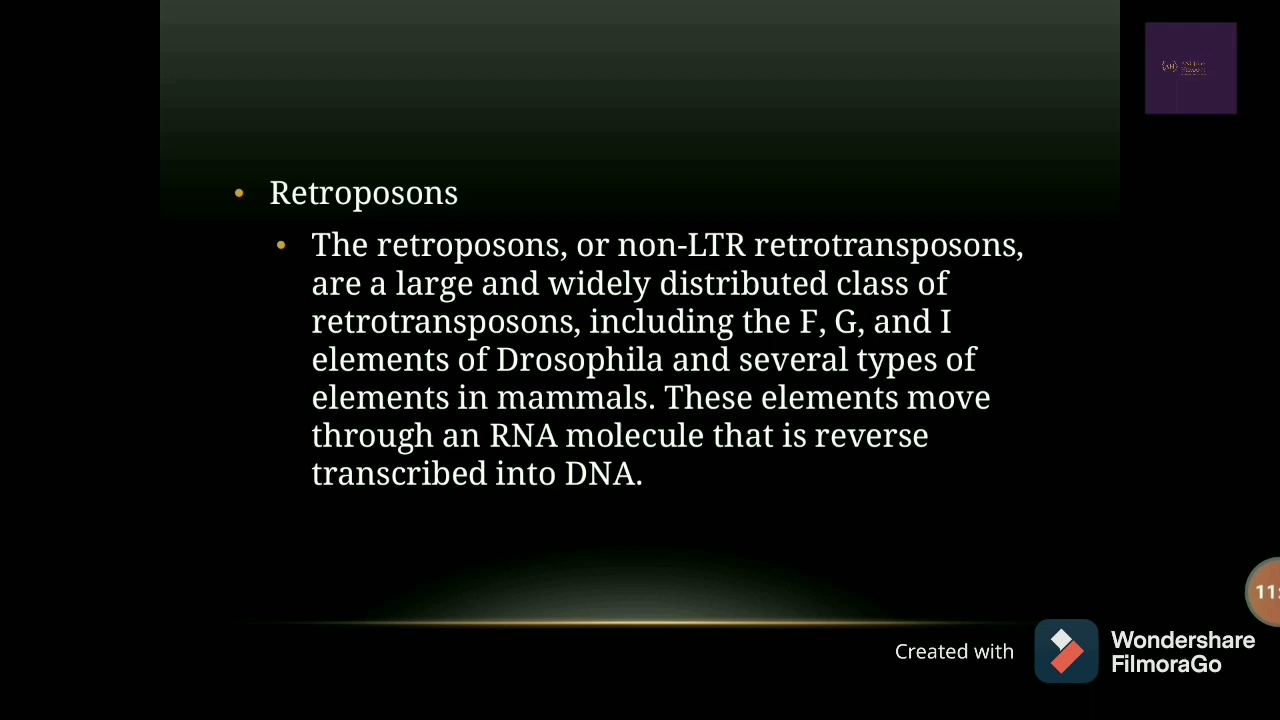 • Retroposons
• The retroposons, or non-LTR retrotransposons,
are a large and widely distributed class of
retrotransposons, including the F, G, and I
elements of Drosophila and several types of
elements in mammals. These elements move
through an RNA molecule that is reverse
transcribed into DNA.
11:
Created with
Wondershare
FilmoraGo